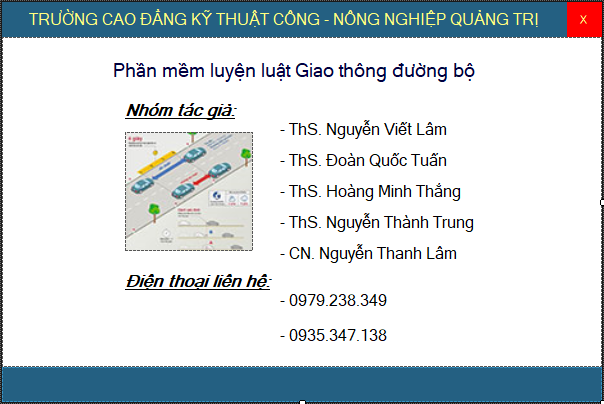 TRƯỜNG CAO ĐẲNG KỸ THUẬT CÔNG - NÔNG NGHIỆP QUẢNG TRỊ
x
Phần mềm luyện luật Giao thông đường bộ
Nhóm tác giả:
- ThS. Nguyễn Viết Lâm
- ThS. Đoàn Quốc Tuấn
- ThS. Hoàng Minh Thắng
- ThS. Nguyễn Thành Trung
- CN. Nguyễn Thanh Lâm
Điện thoại liên hệ:
- 0979.238.349
- 0935.347.138